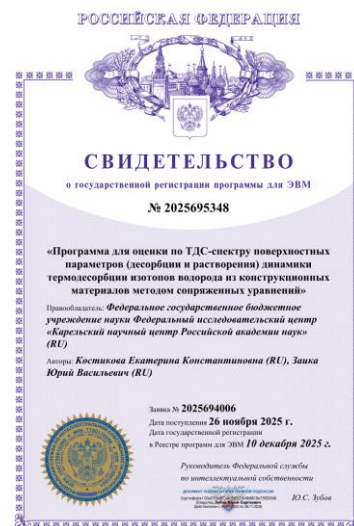 РОССИЙСКАЯ ФЕДЕРАЦИЯ
СВИДЕТЕЛЬСТВО
о государственной регистрации программы для ЭВМ
№ 2025695348
«Программа для оценки по ТДС-спектру поверхностных
параметров (десорбции и растворения) динамики
термодесорбции изотопов водорода из конструкционных
материалов методом сопряженных уравнений»
Правообладатель: Федеральное государственное бюджетное
учреждение науки Федеральный исследовательский центр
«Карельский научный центр Российской академии наук»
(RU)
Авторы: Костикова Екатерина Константиновна (RU), Заика
Юрий Васильевич (RU)
Заявка № 2025694006
Дата поступления 26 ноября 2025 г.
Дата государственной регистрации
в Реестре программ для ЭВМ 10 декабря 2025 г.
Руководитель Федеральной службы
по интеллектуальной собственности
Ю.С. Зубов